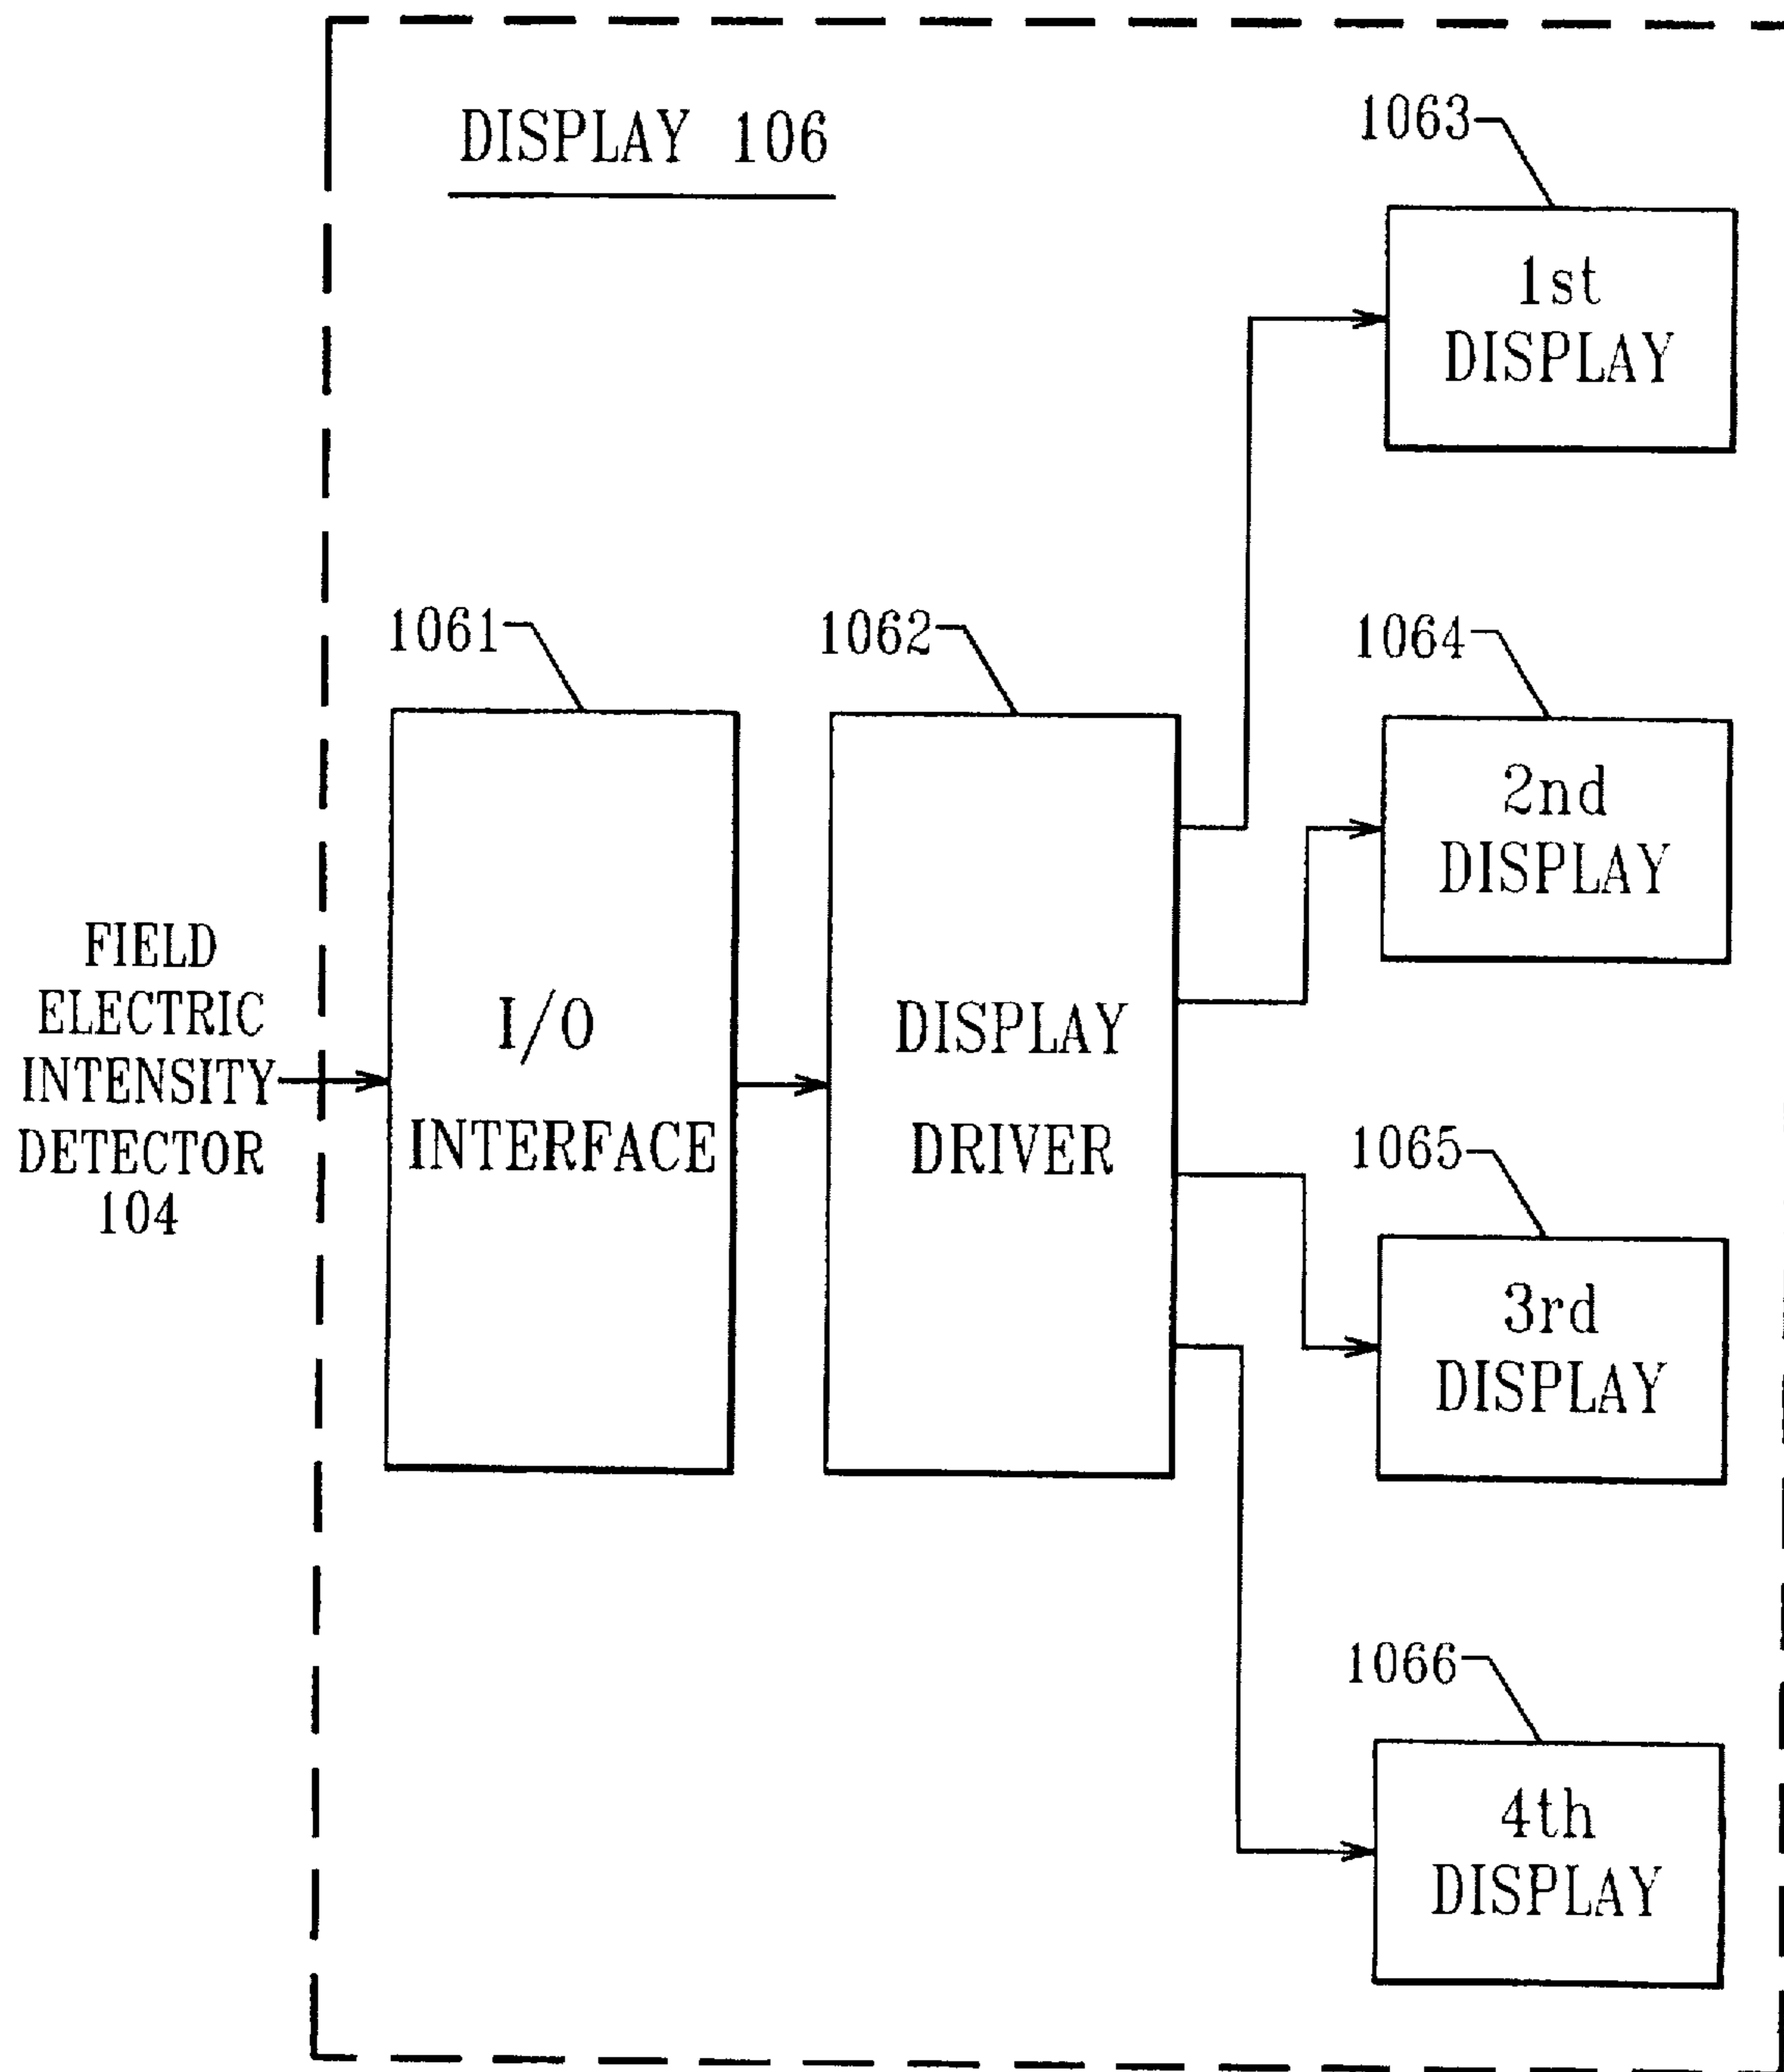 DISPLAY 106
1063
1st
DISPLAY
1061
1062
1064
2nd
DISPLAY
FIELD
ELECTRIC
INTENSITY
DETECTOR
104
I/O
INTERFACE
DISPLAY
DRIVER
1065
3rd
DISPLAY
1066
4th
DISPLAY